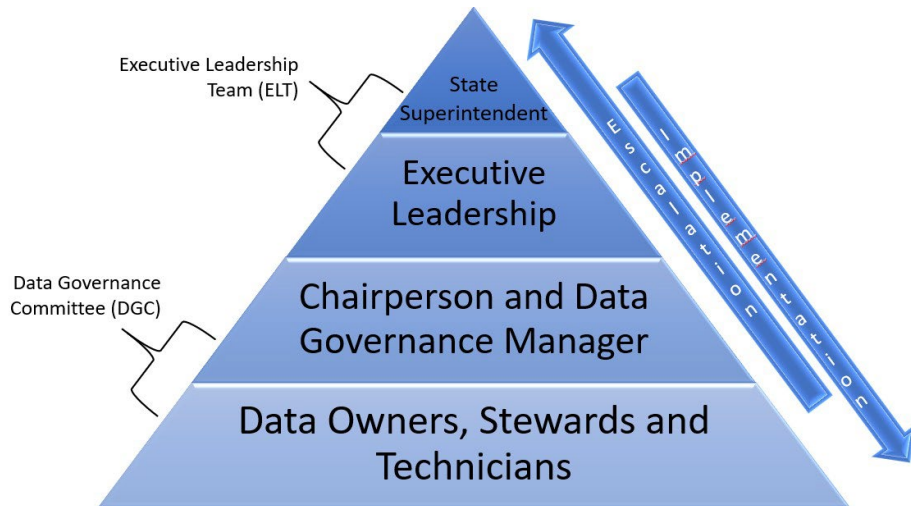 Executive Leadership
Team (ELT)
State
Superintendent
Executive
Leadership
Data Governance
Committee (DGC)
Chairperson and Data
Governance Manager
Data Owners, Stewards and
Technicians
Escalation
Implementation